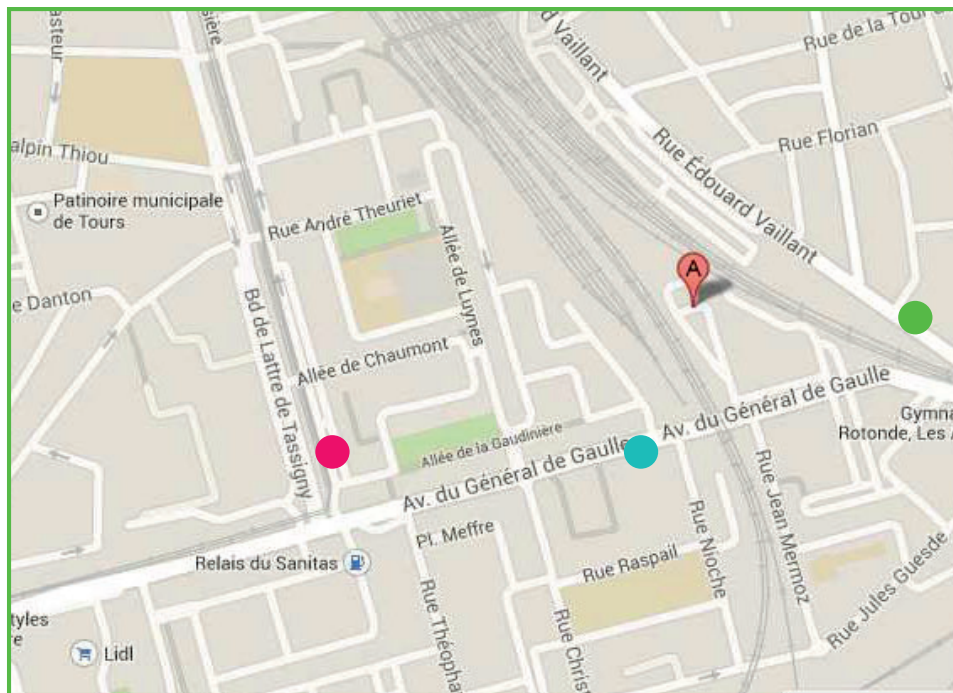 d Vaillant
Rue de la Tour d
Rue Florian
Rue Édouard Vaillant
alpin Thiou
Patinoire municipale
de Tours
Rue André Theuriet
Allée de Luynes
A
e Danton
Bd de Lattre de Tassigny
Allée de Chaumont
Av. du Général de Gaulle
Gymna
Rotonde, Les A
Allée de la Gaudinière
Av. du Général de Gaulle
Pl. Meffre
Relais du Sanitas
Rue Raspail
Rue Nioche
Rue Jean Mermoz
Rue Jules Guesde
Rue Théopha
Rue Chris
tyles
re
Lidl